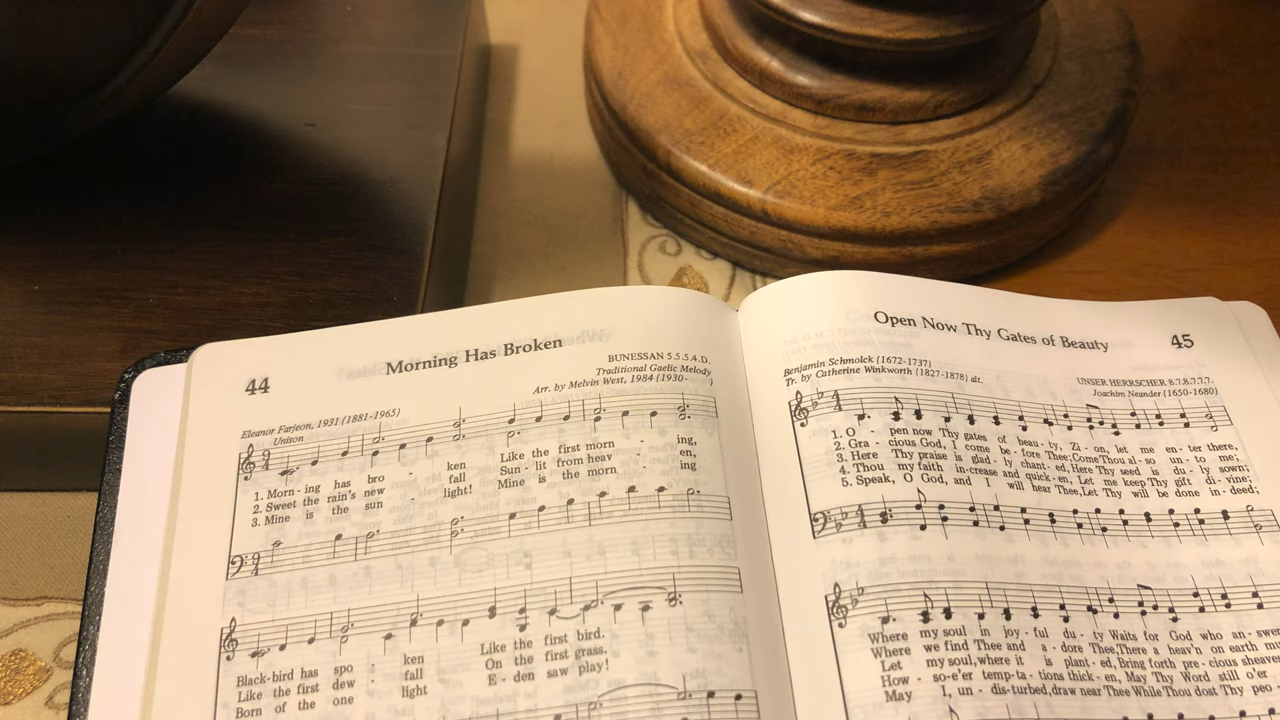 44
Morning Has Broken
BUNESSAN 5.5.5.4.D.
Traditional Gaelic Melody
Arr. by Melvin West, 1984 (1930- )
Eleanor Farjeon, 1931 (1881-1965)
Unison
1. Morn - ing has bro - ken Like the first morn - ing,
2. Sweet the rain's new fall Sun - lit from heav - en,
3. Mine is the sun - light! Mine is the morn - ing
Black-bird has spo - ken Like the first bird.
Like the first dew - fall On the first grass.
Born of the one light E - den saw play!
Open Now Thy Gates of Beauty
45
Benjamin Schmolck (1672-1737)
Tr. by Catherine Winkworth (1827-1878) alt.
UNSER HERRSCHER 8.7.8.7.7.7.
Joachim Neander (1650-1680)
1. O - pen now Thy gates of beau - ty, Zi - on, let me en - ter there,
2. Gra - cious God, I come be - fore Thee; Come Thou al - so un - to me;
3. Here Thy praise is glad - ly chant - ed, Here Thy seed is du - ly sown;
4. Thou my faith in-crease and quick - en, Let me keep Thy gift di - vine;
5. Speak, O God, and I will hear Thee, Let Thy will be done in - deed;
Where my soul in joy - ful du - ty Waits for God who an - swe
Where we find Thee and a - dore Thee, There a heav'n on earth mu
Let my soul, where it is plant - ed, Bring forth pre - cious sheave
How - so-e'er temp-ta - tions thick - en, May Thy Word still o'er
May I, un - dis-turbed, draw near Thee While Thou dost Thy peo